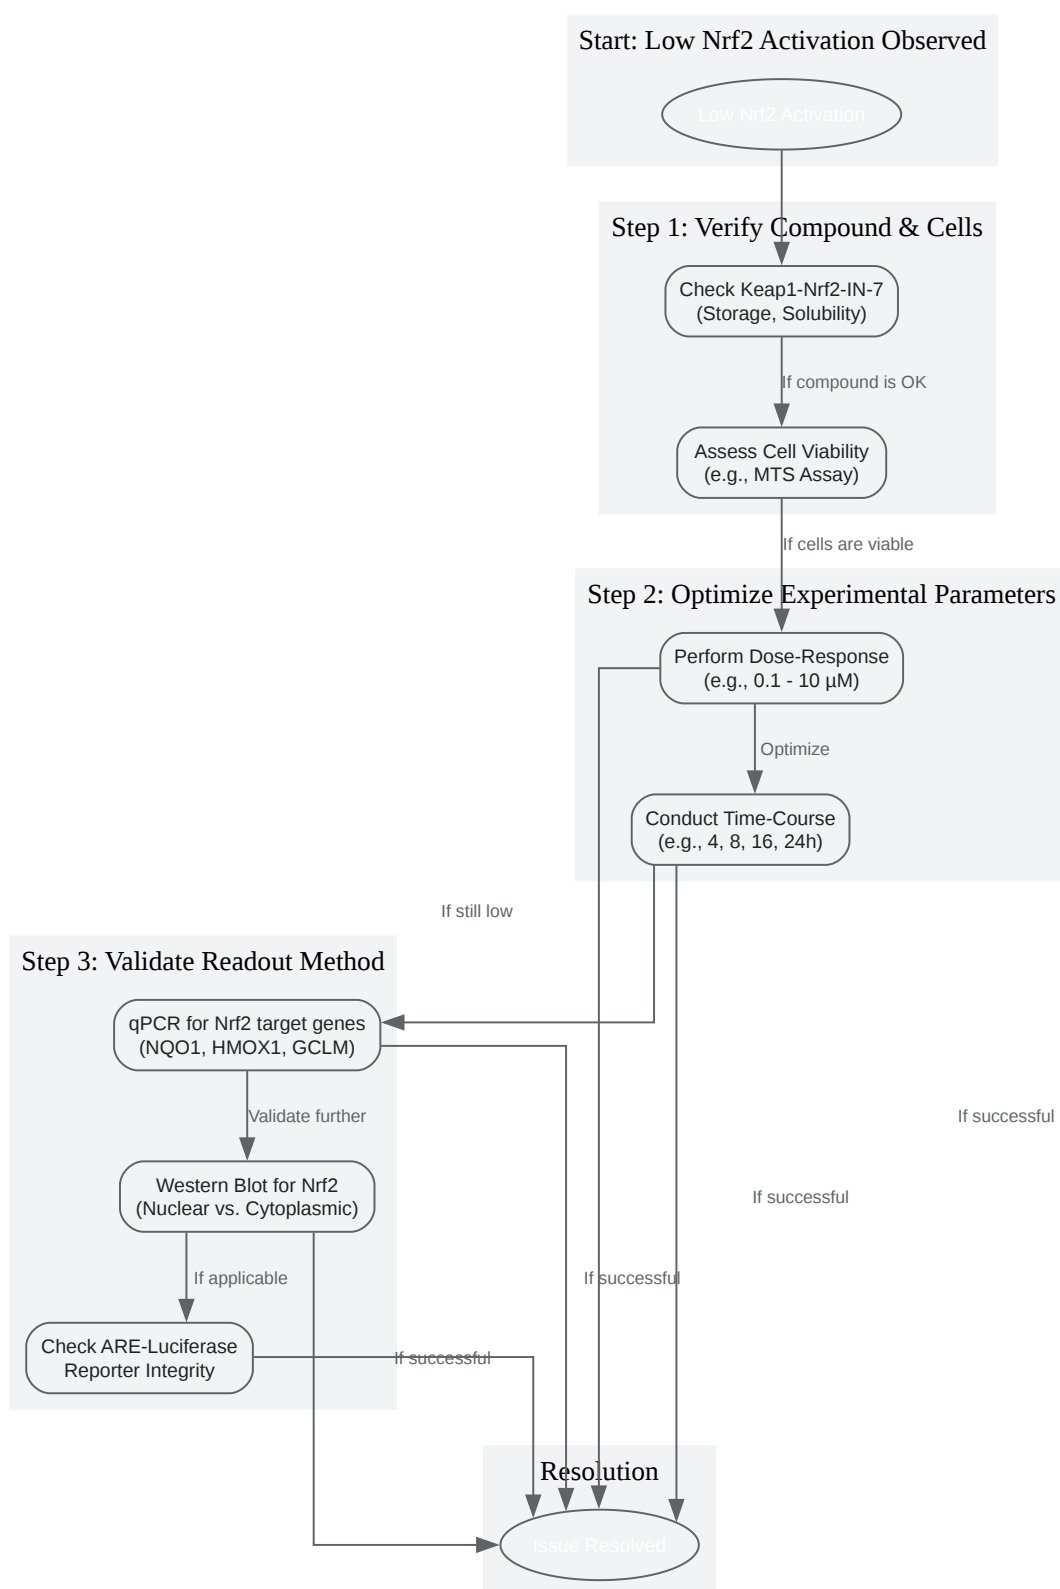 Start: Low Nrf2 Activation Observed
Low Nrf2 Activation
Step 1: Verify Compound & Cells
Check Keap1-Nrf2-IN-7
(Storage, Solubility)
If compound is OK
Assess Cell Viability
(e.g., MTS Assay)
If cells are viable
Step 2: Optimize Experimental Parameters
Perform Dose-Response
(e.g., 0.1 - 10 µM)
Optimize
Conduct Time-Course
(e.g., 4, 8, 16, 24h)
If still low
Step 3: Validate Readout Method
qPCR for Nrf2 target genes
(NQO1, HMOX1, GCLM)
Validate further
If successful
Western Blot for Nrf2
(Nuclear vs. Cytoplasmic)
If successful
If applicable
If successful
Check ARE-Luciferase
Reporter Integrity
If successful
Resolution
Issue Resolved